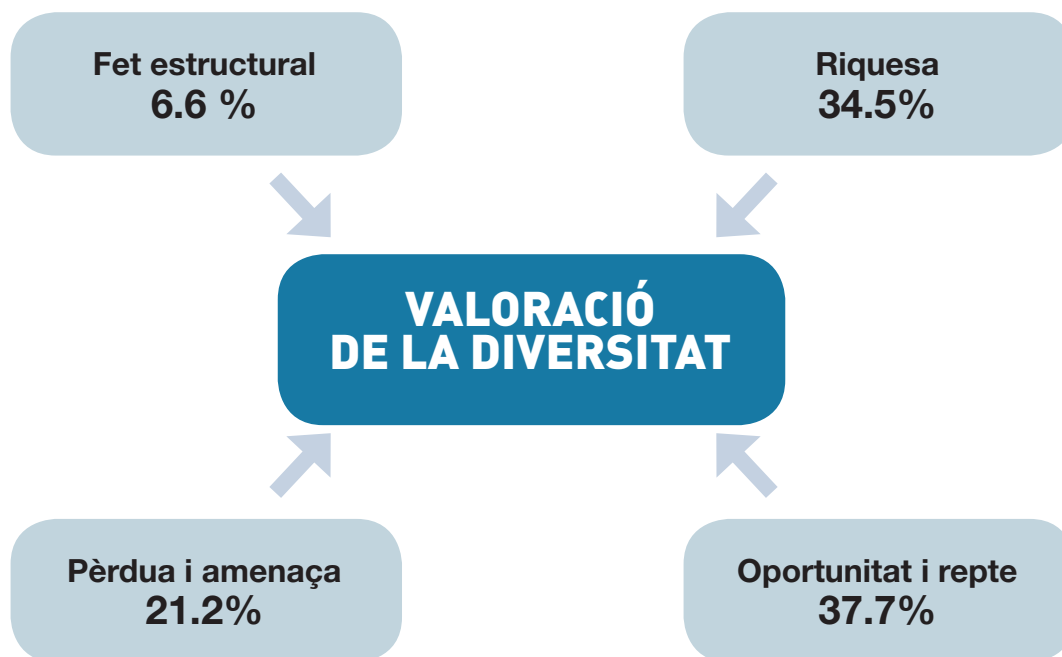 Fet estructural
6.6 %
Riquesa
34.5%
VALORACIÓ
DE LA DIVERSITAT
Pèrdua i amenaça
21.2%
Oportunitat i repte
37.7%